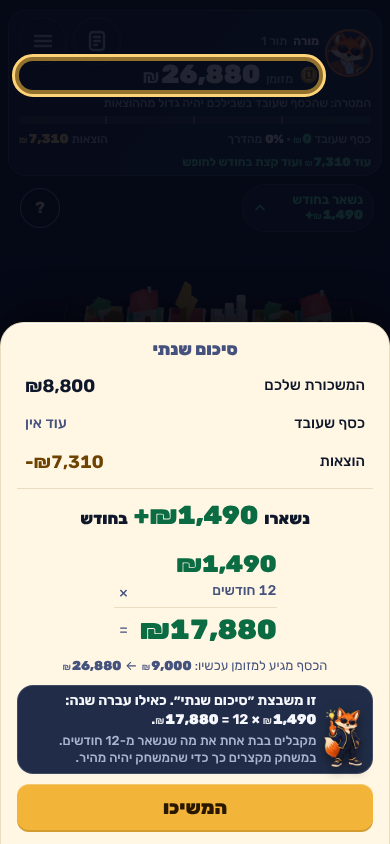 מורה תור 1
מזומן 26,880₪
המטרה: שהכסף שעובד בשבילכם יהיה גדול מההוצאות
כסף שעובד 0₪ • 0% מהדרך
הוצאות 7,310₪
עוד 7,310₪ ועוד קצת בחודש לחופש
נשאר בחודש
+1,490₪
?
סיכום שנתי
המשכורת שלכם ₪8,800
כסף שעובד עוד אין
הוצאות -₪7,310
נשארו +₪1,490 בחודש
₪1,490
12 חודשים ×
₪17,880 =
הכסף מגיע למזומן עכשיו: 9,000₪ ← 26,880₪
זו משבצת "סיכום שנתי". כאילו עברה שנה:
1,490₪ × 12 = 17,880₪.
מקבלים בבת אחת את מה שנשאר מ-12 חודשים.
במשחק מקצרים כך כדי שהמשחק יהיה מהיר.
המשיכו